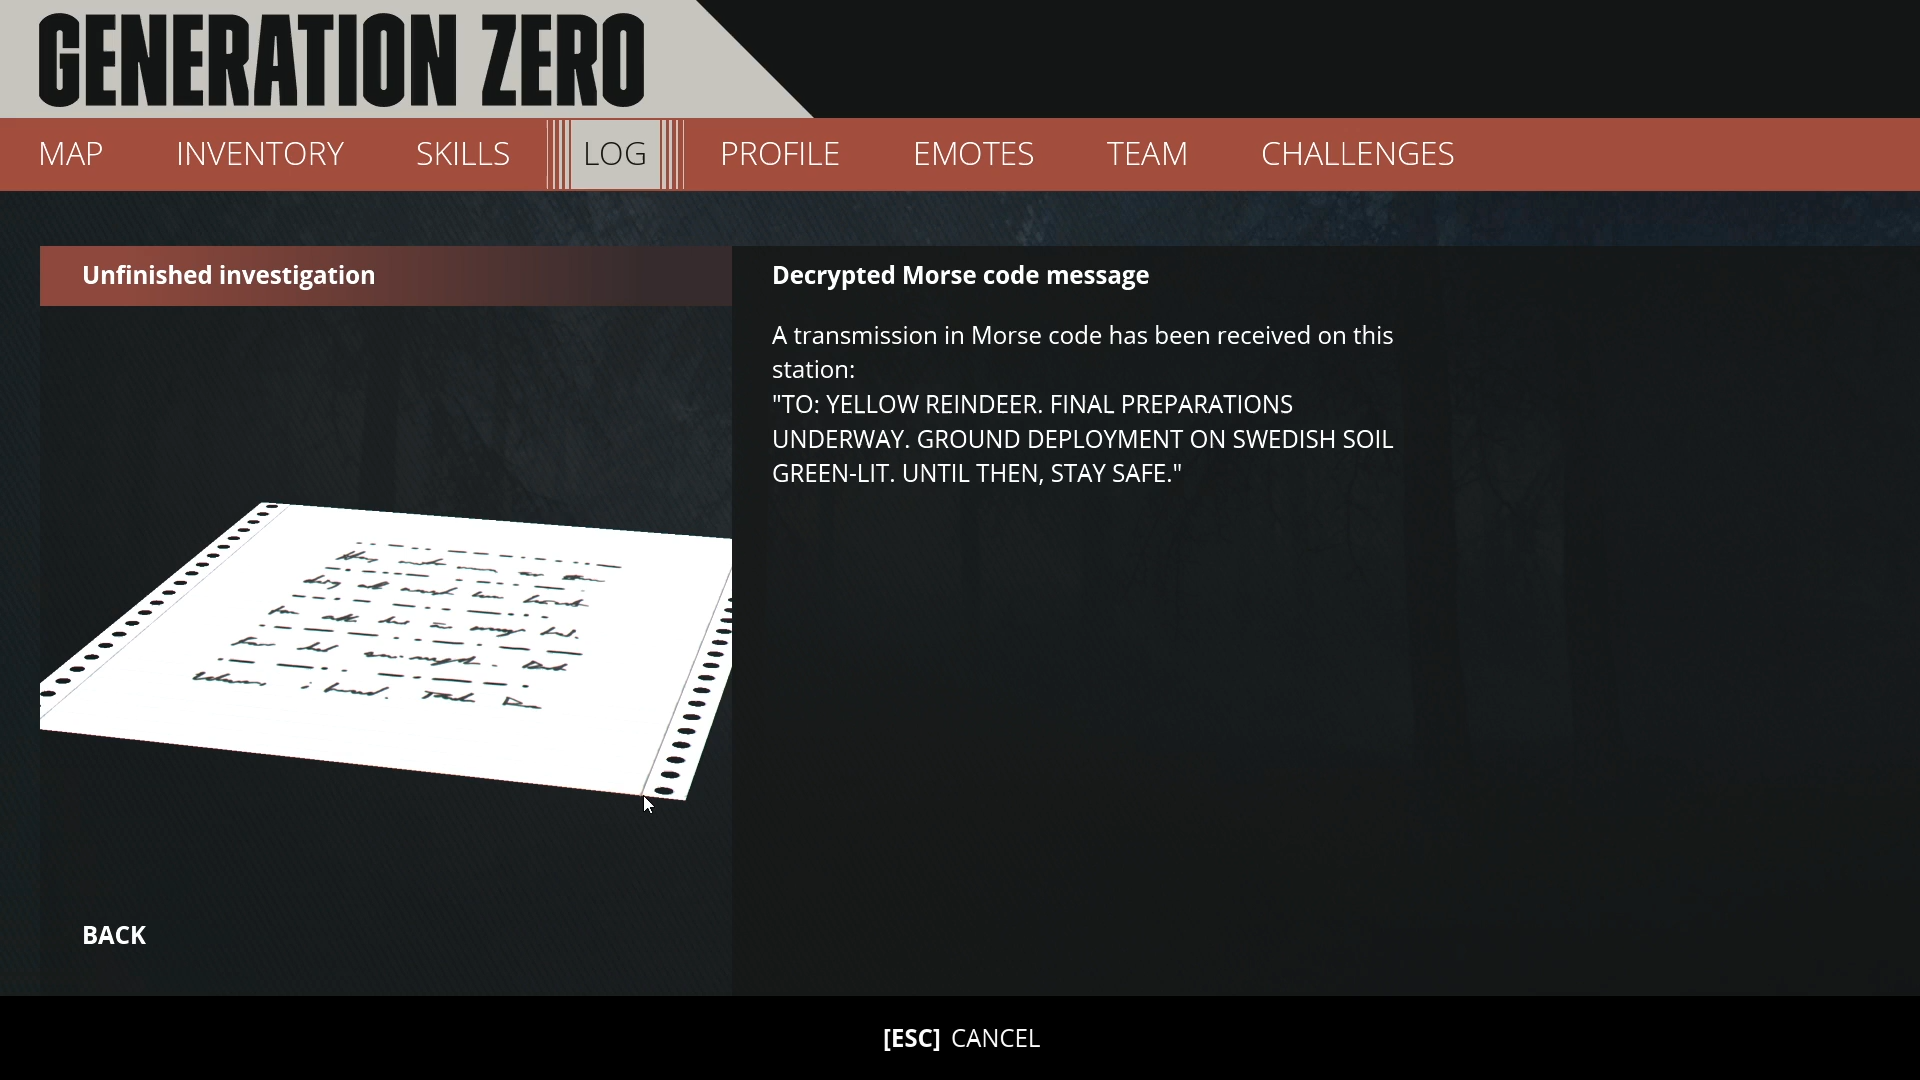 GENERATION ZERO
MAP INVENTORY SKILLS LOG PROFILE EMOTES TEAM CHALLENGES
Unfinished investigation
Decrypted Morse code message
A transmission in Morse code has been received on this
station:
"TO: YELLOW REINDEER. FINAL PREPARATIONS
UNDERWAY. GROUND DEPLOYMENT ON SWEDISH SOIL
GREEN-LIT. UNTIL THEN, STAY SAFE."
BACK
[ESC] CANCEL